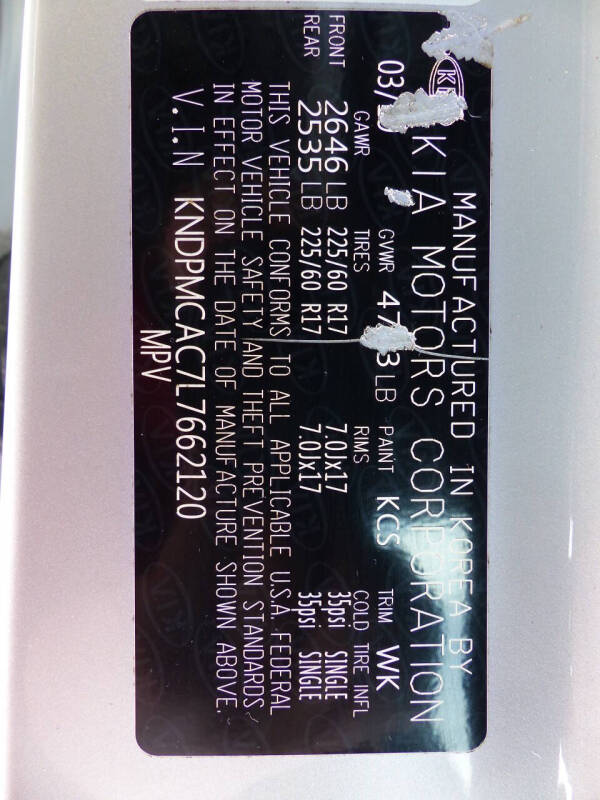 MANUFACTURED IN KOREA BY
KIA MOTORS CORPORATION
03/ GVWR LB PAINT KCS TRIM WK
GAWR TIRES RIMS COLD TIRE INFL
FRONT 2646 LB 225/60 R17 7.0Jx17 35psi SINGLE
REAR 2535 LB 225/60 R17 7.0Jx17 35psi SINGLE
THIS VEHICLE CONFORMS TO ALL APPLICABLE U.S.A. FEDERAL
MOTOR VEHICLE SAFETY AND THEFT PREVENTION STANDARDS
IN EFFECT ON THE DATE OF MANUFACTURE SHOWN ABOVE.
V.I.N KNDPMCAC7L7662120
MPV